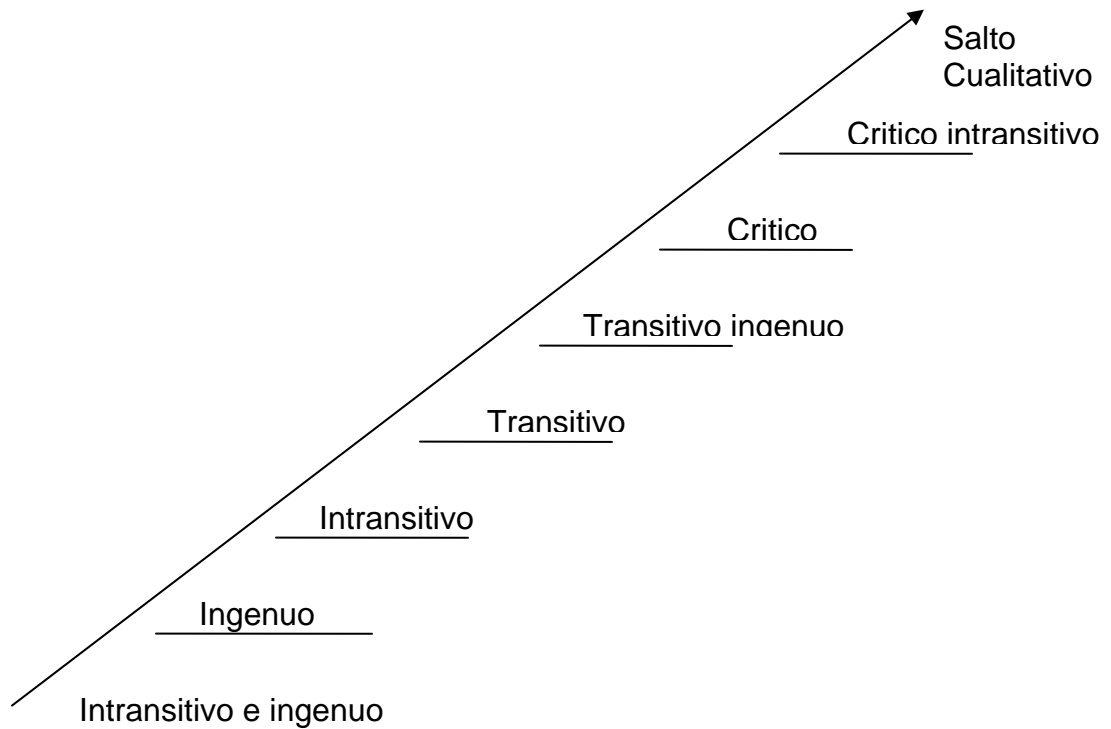 Salto
Cualitativo
Critico intransitivo
Critico
Transitivo ingenuo
Transitivo
Intransitivo
Ingenuo
Intransitivo e ingenuo